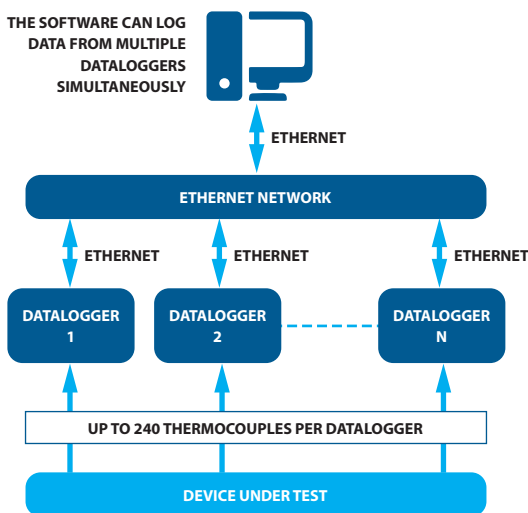 THE SOFTWARE CAN LOG
DATA FROM MULTIPLE
DATALOGGERS
SIMULTANEOUSLY
ETHERNET
ETHERNET NETWORK
ETHERNET
ETHERNET
ETHERNET
DATALOGGER
1
DATALOGGER
2
DATALOGGER
N
UP TO 240 THERMOCOUPLES PER DATALOGGER
DEVICE UNDER TEST